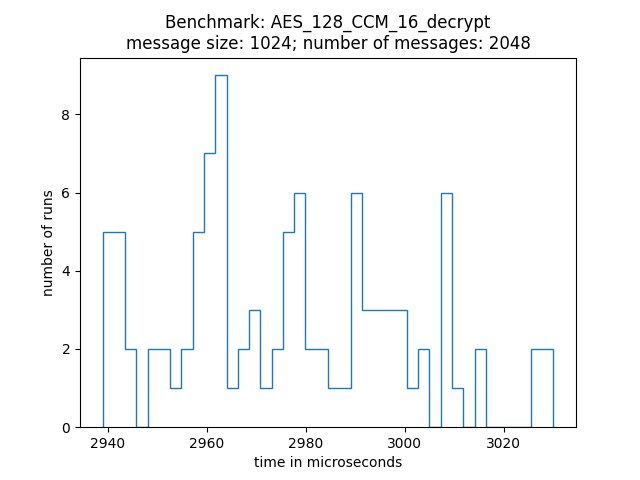 Benchmark: AES_128_CCM_16_decrypt
message size: 1024; number of messages: 2048
number of runs
8
6
4
2
0
2940 2960 2980 3000 3020
time in microseconds